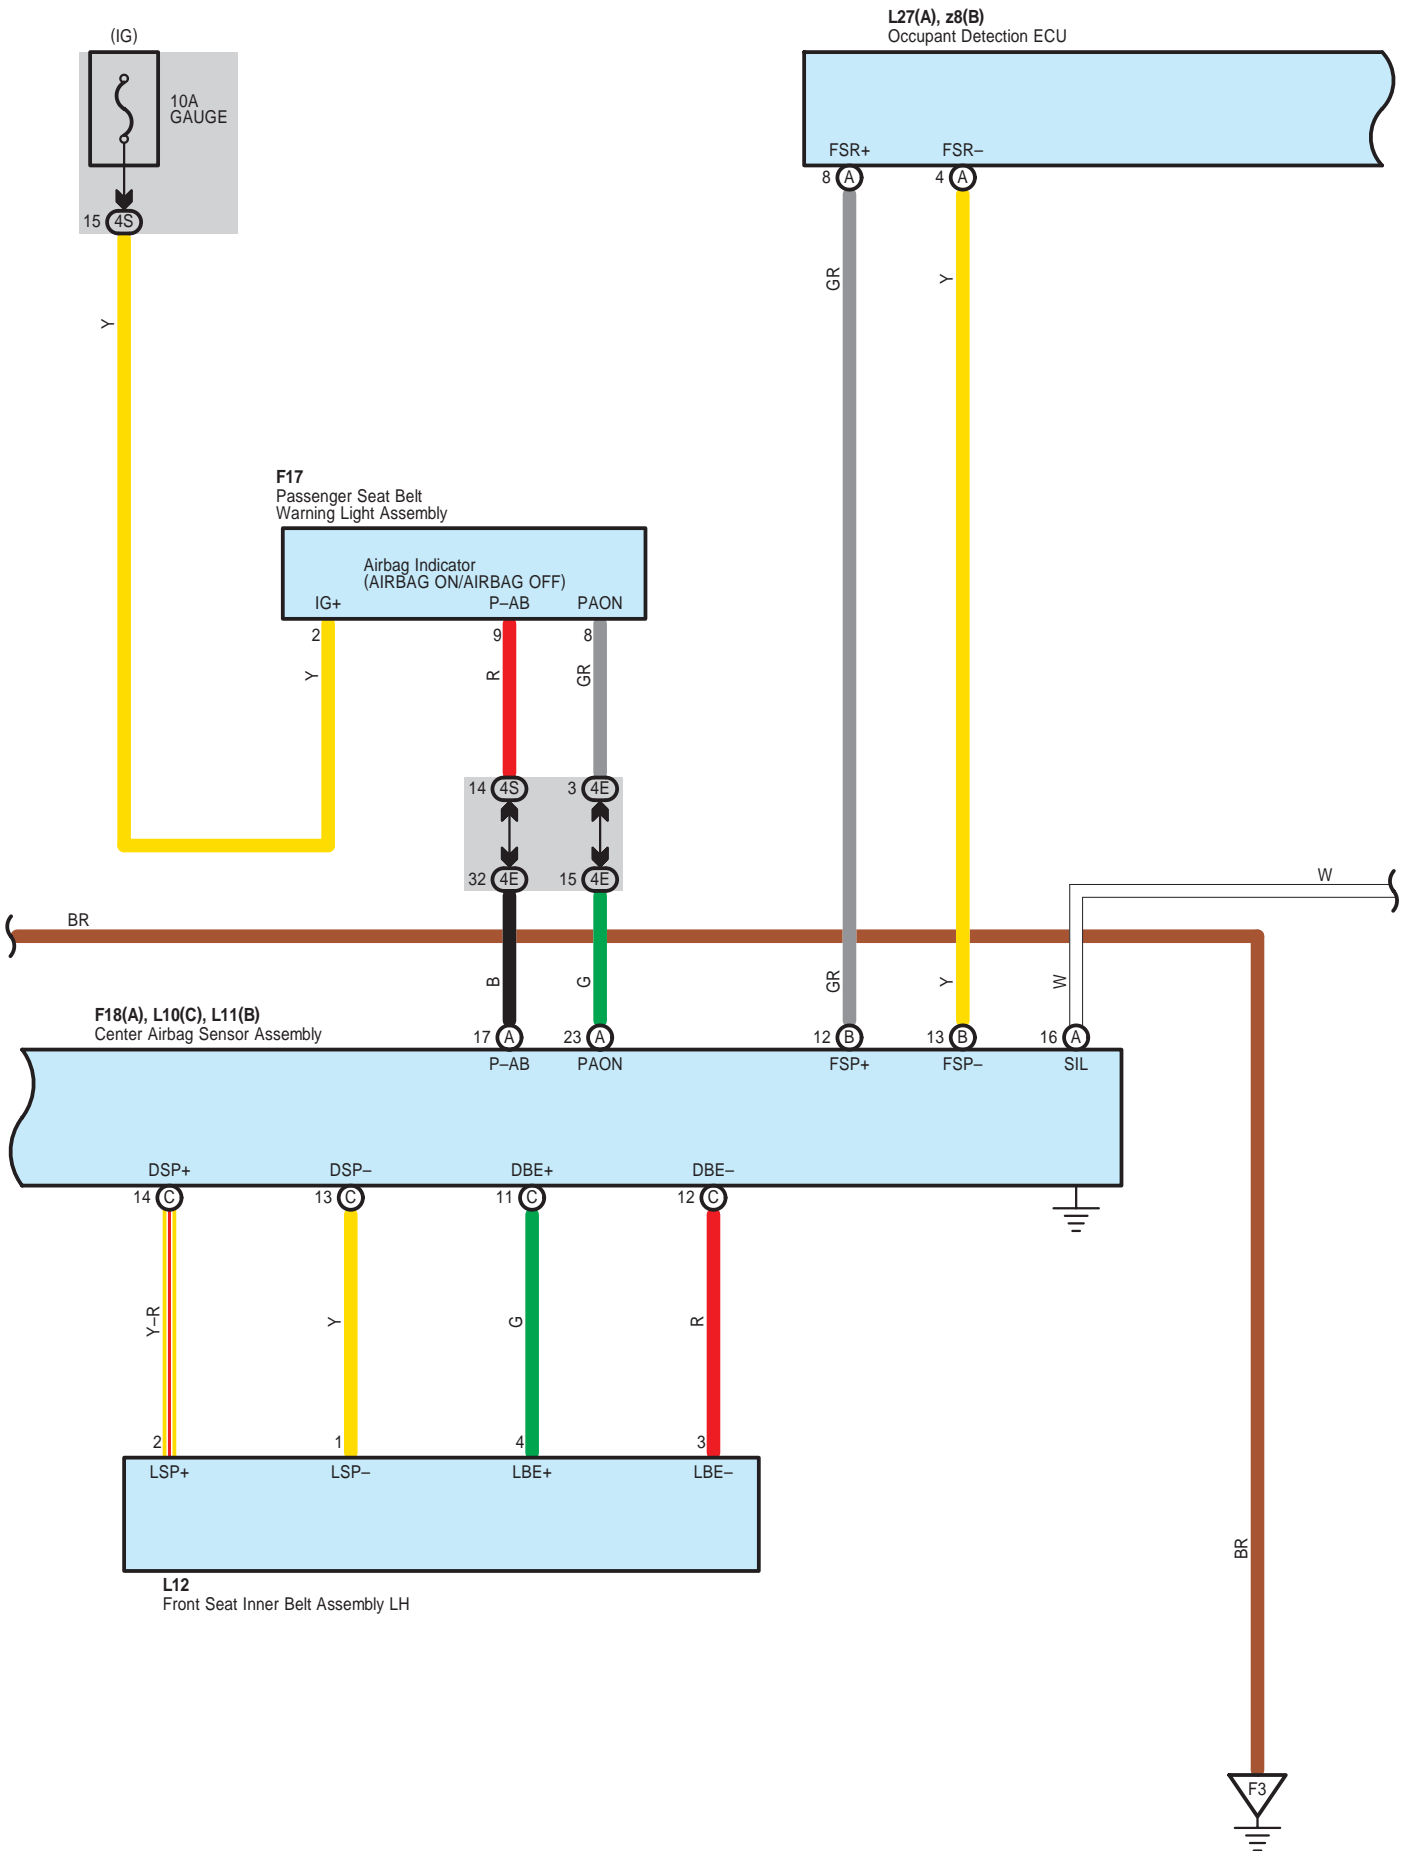 L27(A), z8(B)
Occupant Detection ECU
(IG)
10A
GAUGE
FSR+ FSR–
8 A 4 A
15 4S
GR Y
Y
F17
Passenger Seat Belt
Warning Light Assembly
Airbag Indicator
(AIRBAG ON/AIRBAG OFF)
IG+ P–AB PAON
2 9 8
Y R GR
14 4S 3 4E
32 4E 15 4E
W
BR
B G GR Y W
F18(A), L10(C), L11(B)
Center Airbag Sensor Assembly
17 A 23 A 12 B 13 B 16 A
P–AB PAON FSP+ FSP– SIL
DSP+ DSP– DBE+ DBE–
14 C 13 C 11 C 12 C
Y–R Y G R
2 1 4 3
LSP+ LSP– LBE+ LBE–
BR
L12
Front Seat Inner Belt Assembly LH
F3